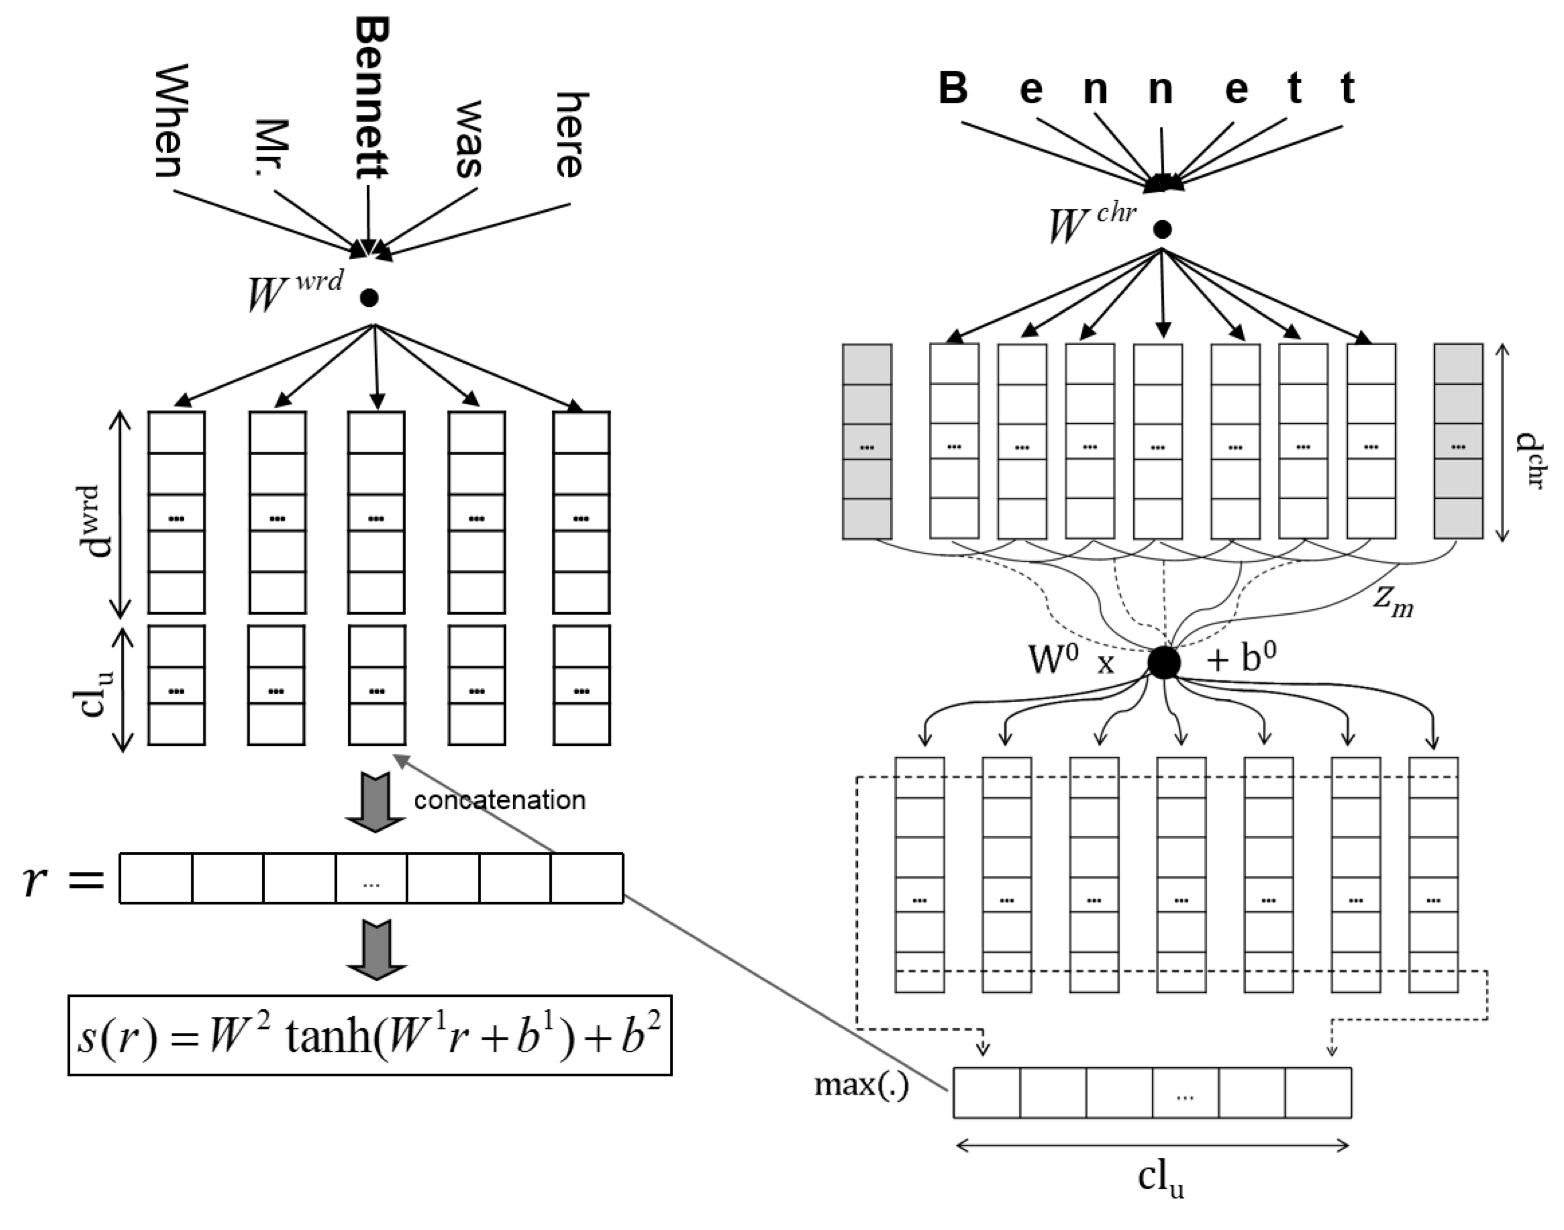 When Mr. Bennett was here
W^wrd
d^wrd
... ... ... ... ...
cl_u
... ... ... ... ...
concatenation
r =
...
s(r) = W^2 tanh(W^1r + b^1) + b^2
B e n n e t t
W^chr
... ... ... ... ... ... ... ... ...
d^chr
z_m
W^0 x + b^0
... ... ... ... ... ... ...
max(.)
...
cl_u